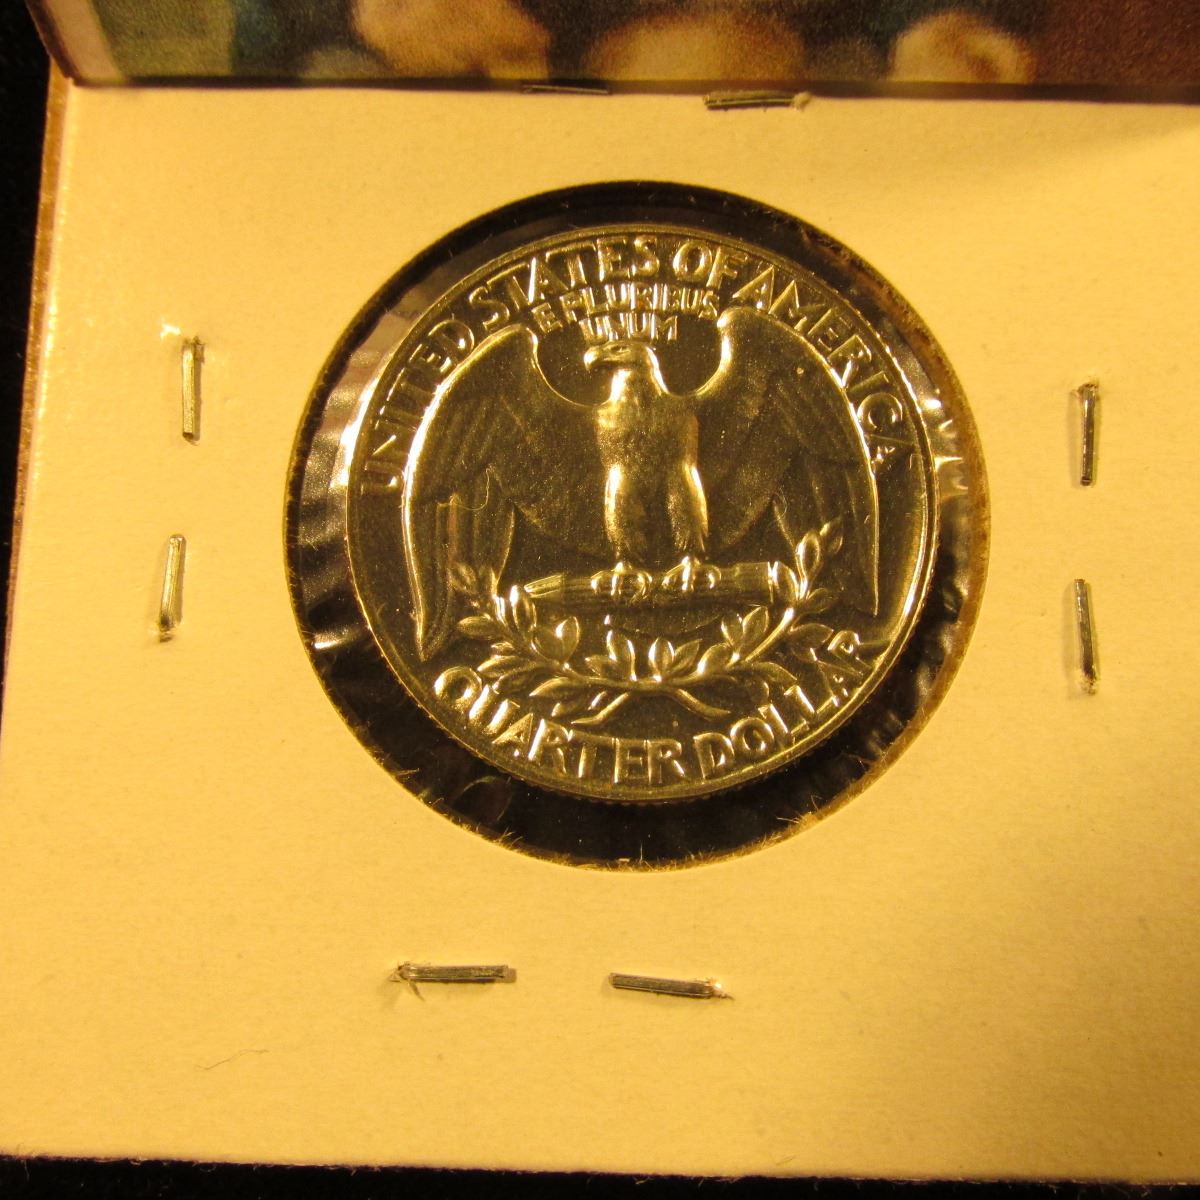 UNITED STATES OF AMERICA
E PLURIBUS
UNUM
QUARTER DOLLAR